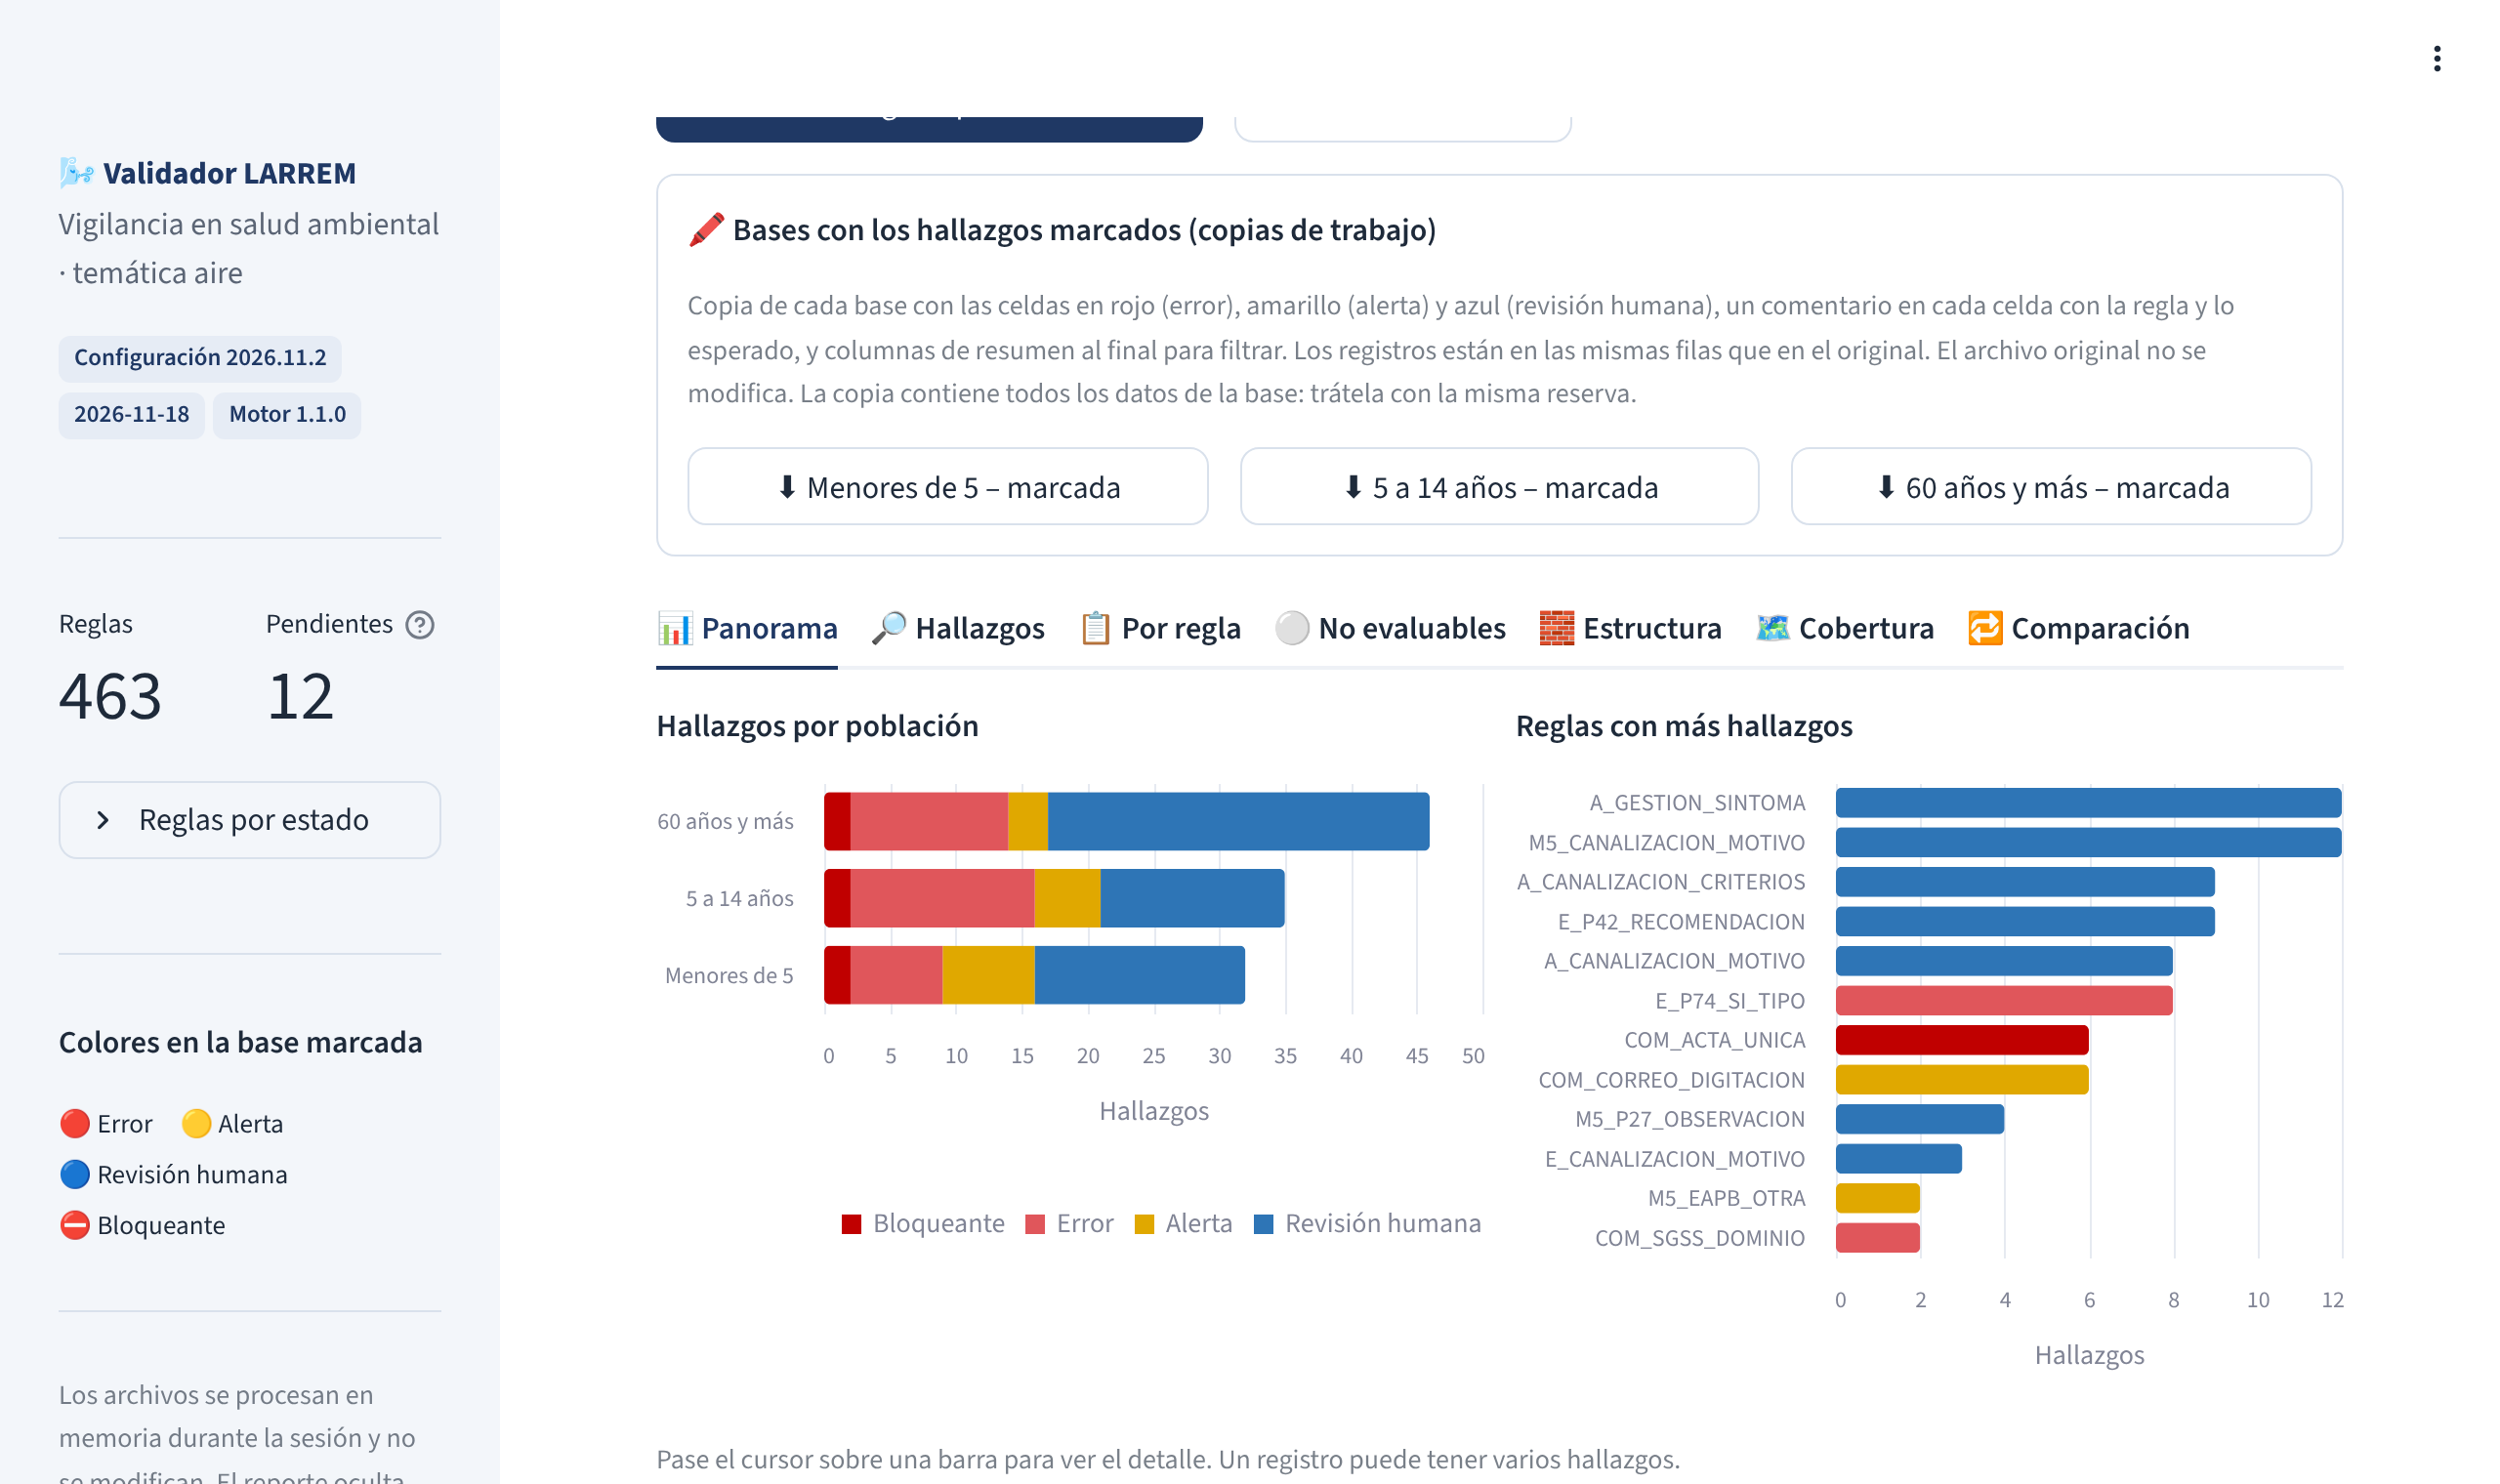 Validador LARREM
Vigilancia en salud ambiental
· temática aire
Configuración 2026.11.2
2026-11-18 Motor 1.1.0
Reglas Pendientes ?
463 12
Reglas por estado
Colores en la base marcada
Error Alerta
Revisión humana
Bloqueante
Los archivos se procesan en
memoria durante la sesión y no
se modifican. El reporte oculta
Bases con los hallazgos marcados (copias de trabajo)
Copia de cada base con las celdas en rojo (error), amarillo (alerta) y azul (revisión humana), un comentario en cada celda con la regla y lo
esperado, y columnas de resumen al final para filtrar. Los registros están en las mismas filas que en el original. El archivo original no se
modifica. La copia contiene todos los datos de la base: trátela con la misma reserva.
⬇ Menores de 5 – marcada
⬇ 5 a 14 años – marcada
⬇ 60 años y más – marcada
Panorama Hallazgos Por regla No evaluables Estructura Cobertura Comparación
Hallazgos por población
60 años y más
5 a 14 años
Menores de 5
0 5 10 15 20 25 30 35 40 45 50
Hallazgos
Bloqueante Error Alerta Revisión humana
Reglas con más hallazgos
A_GESTION_SINTOMA
M5_CANALIZACION_MOTIVO
A_CANALIZACION_CRITERIOS
E_P42_RECOMENDACION
A_CANALIZACION_MOTIVO
E_P74_SI_TIPO
COM_ACTA_UNICA
COM_CORREO_DIGITACION
M5_P27_OBSERVACION
E_CANALIZACION_MOTIVO
M5_EAPB_OTRA
COM_SGSS_DOMINIO
0 2 4 6 8 10 12
Hallazgos
Pase el cursor sobre una barra para ver el detalle. Un registro puede tener varios hallazgos.